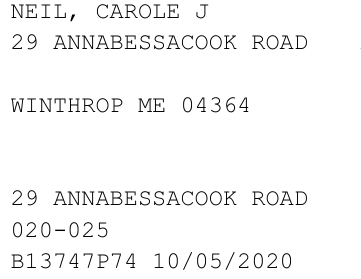 NEIL, CAROLE J
29 ANNABESSACOOK ROAD
WINTHROP ME 04364
29 ANNABESSACOOK ROAD
020-025
B13747P74 10/05/2020